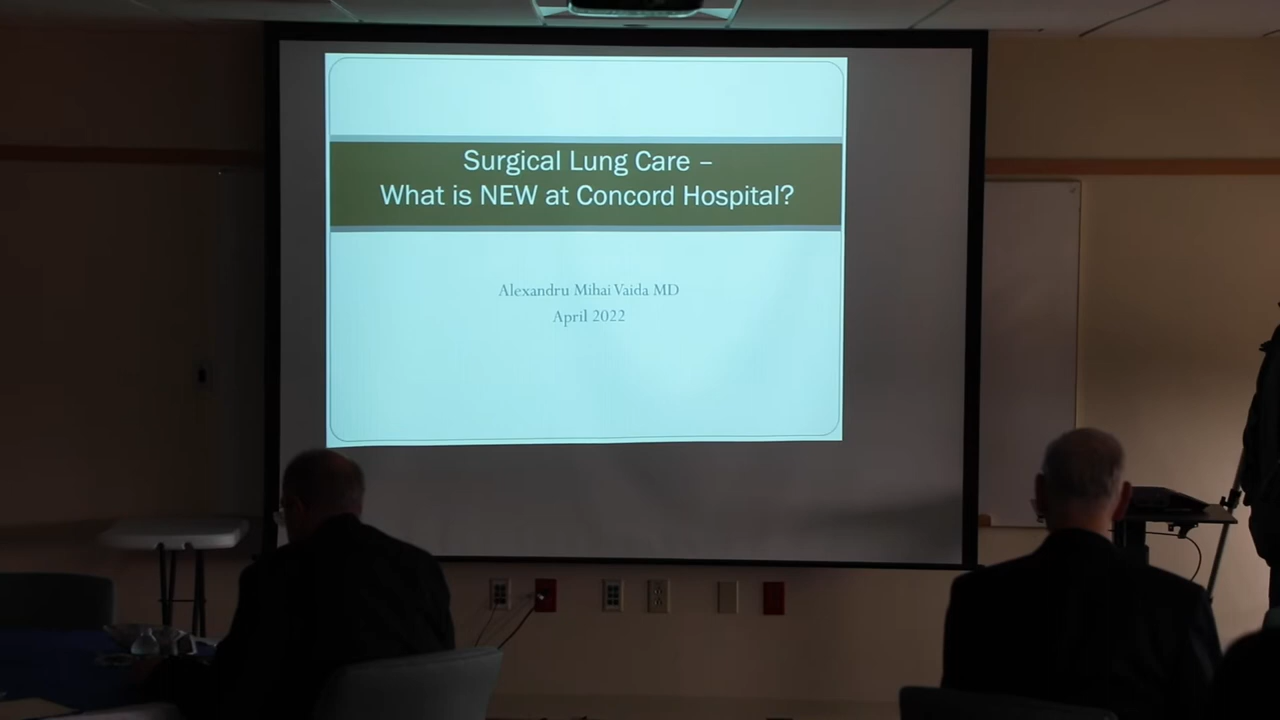 Surgical Lung Care –
What is NEW at Concord Hospital?
Alexandru Mihai Vaida MD
April 2022